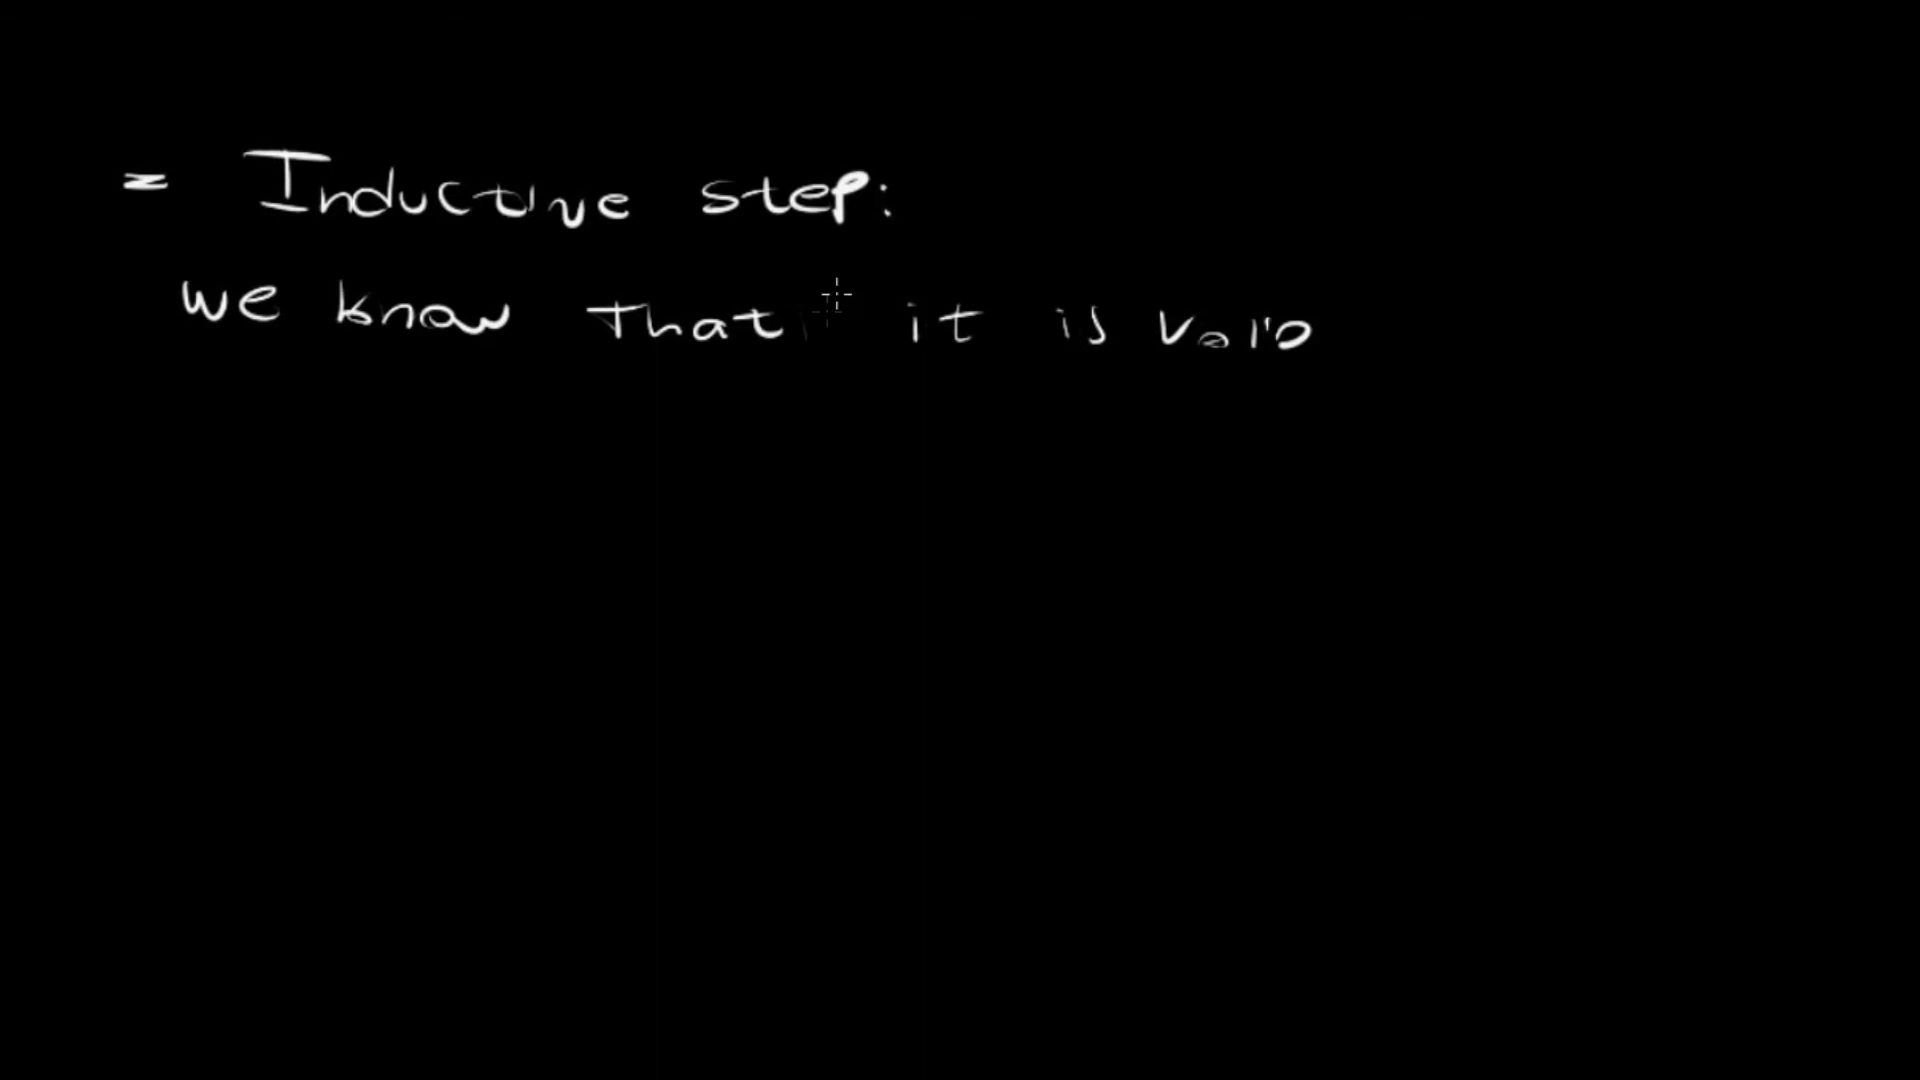 = Inductive step:
we know that it is valid